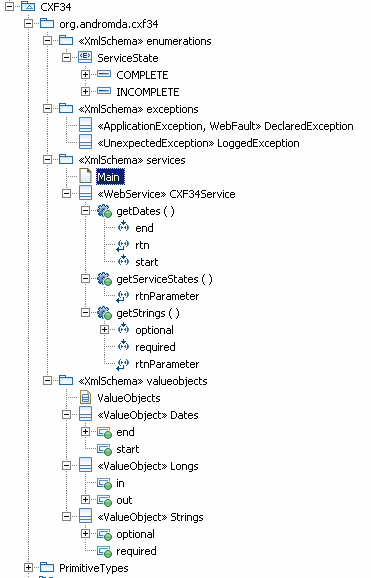 CXF34
org.andromda.cxf34
«XmlSchema» enumerations
ServiceState
COMPLETE
INCOMPLETE
«XmlSchema» exceptions
«ApplicationException, WebFault» DeclaredException
«UnexpectedException» LoggedException
«XmlSchema» services
Main
«WebService» CXF34Service
getDates ( )
end
rtn
start
getServiceStates ( )
rtnParameter
getStrings ( )
optional
required
rtnParameter
«XmlSchema» valueobjects
ValueObjects
«ValueObject» Dates
end
start
«ValueObject» Longs
in
out
«ValueObject» Strings
optional
required
PrimitiveTypes